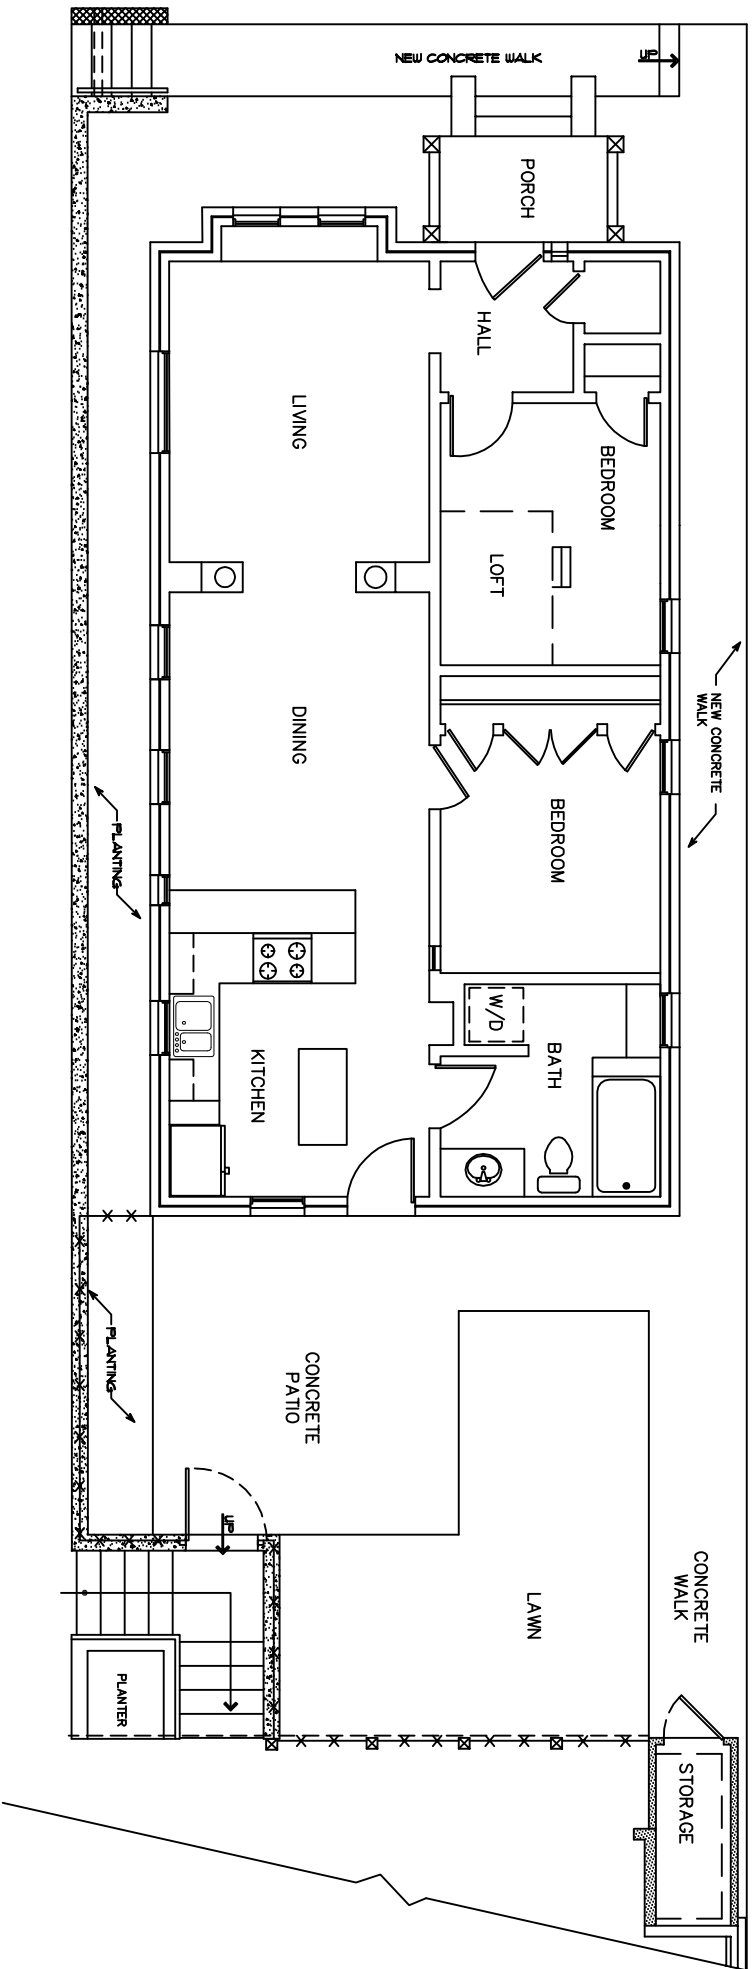 NEW CONCRETE WALK
UP
PORCH
HALL
LIVING
BEDROOM
LOFT
NEW CONCRETE
WALK
DINING
BEDROOM
PLANTING
W/D
BATH
KITCHEN
PLANTING
CONCRETE
PATIO
UP
LAWN
CONCRETE
WALK
PLANTER
STORAGE